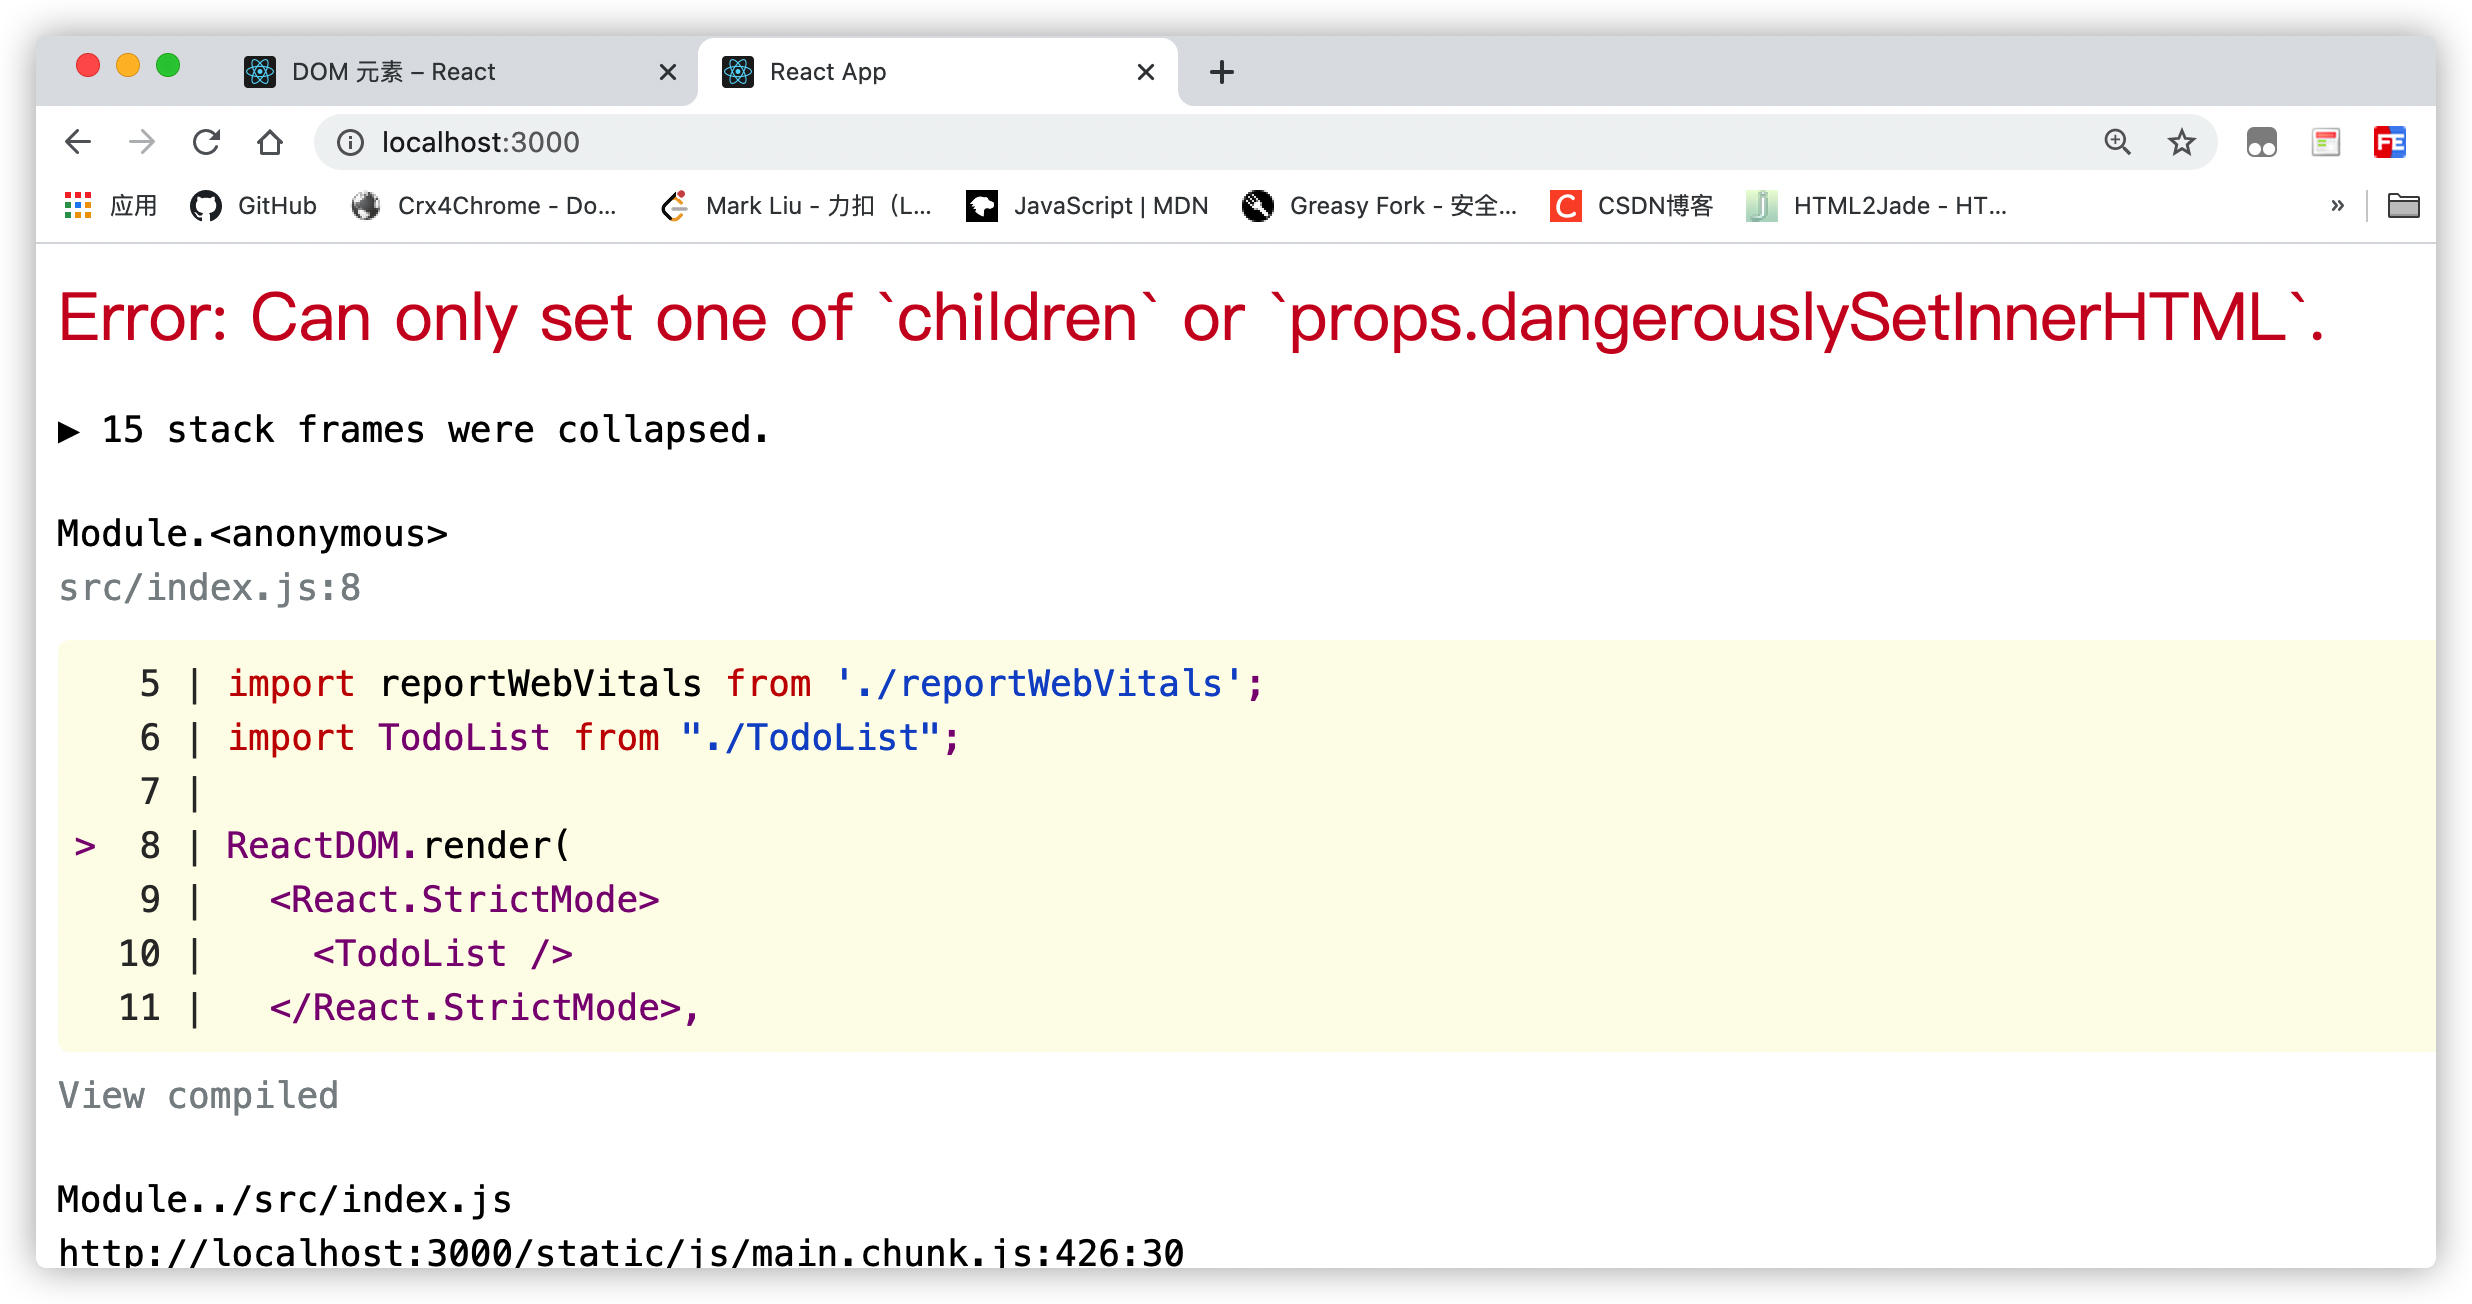 DOM 元素 – React
React App
localhost:3000
FE
应用 GitHub Crx4Chrome - Do... Mark Liu - 力扣（L... JavaScript | MDN Greasy Fork - 安全... CSDN博客 HTML2Jade - HT... »
Error: Can only set one of `children` or `props.dangerouslySetInnerHTML`.
▶ 15 stack frames were collapsed.
Module.<anonymous>
src/index.js:8
5 | import reportWebVitals from './reportWebVitals';
6 | import TodoList from "./TodoList";
7 |
> 8 | ReactDOM.render(
9 |   <React.StrictMode>
10 |     <TodoList />
11 |   </React.StrictMode>,
View compiled
Module../src/index.js
http://localhost:3000/static/js/main.chunk.js:426:30